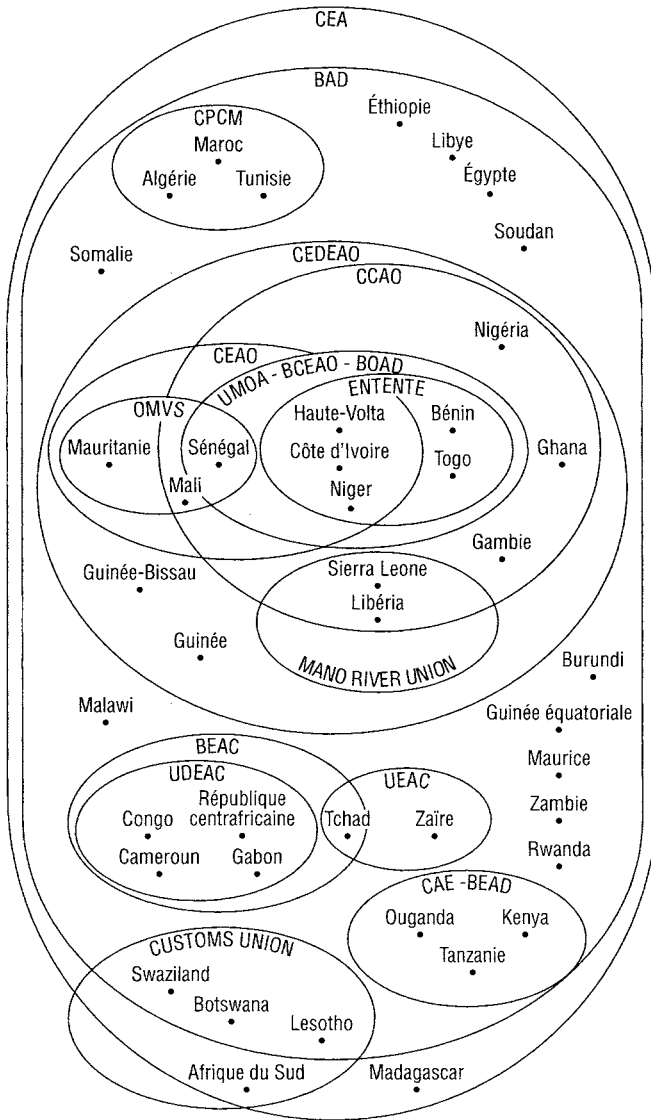 CEA
BAD
CPCM
Maroc
Algérie
Tunisie
Éthiopie
Libye
Égypte
Soudan
Somalie
CEDEAO
CCAO
Nigéria
CEAO
UMOA - BCEAO - BOAD
ENTENTE
OMVS
Haute-Volta
Bénin
Mauritanie
Sénégal
Côte d'Ivoire
Togo
Ghana
Mali
Niger
Gambie
Sierra Leone
Libéria
Guinée-Bissau
Guinée
MANO RIVER UNION
Burundi
Malawi
Guinée équatoriale
BEAC
UDEAC
Maurice
UEAC
Congo
République
centrafricaine
Tchad
Zaïre
Zambie
Cameroun
Gabon
Rwanda
CAE -BEAD
Ouganda
Kenya
Tanzanie
CUSTOMS UNION
Swaziland
Botswana
Lesotho
Afrique du Sud
Madagascar